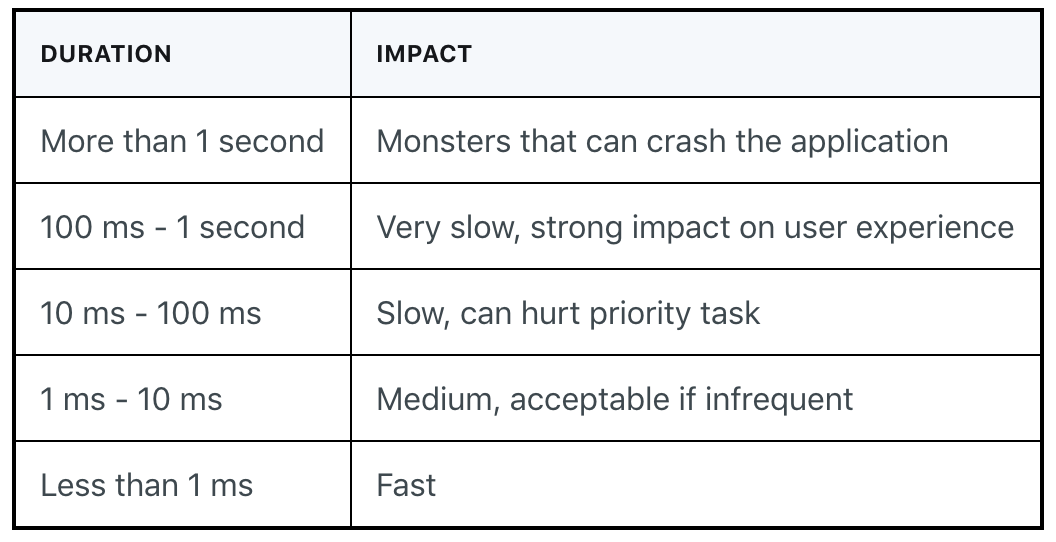 DURATION IMPACT
More than 1 second Monsters that can crash the application
100 ms - 1 second Very slow, strong impact on user experience
10 ms - 100 ms Slow, can hurt priority task
1 ms - 10 ms Medium, acceptable if infrequent
Less than 1 ms Fast